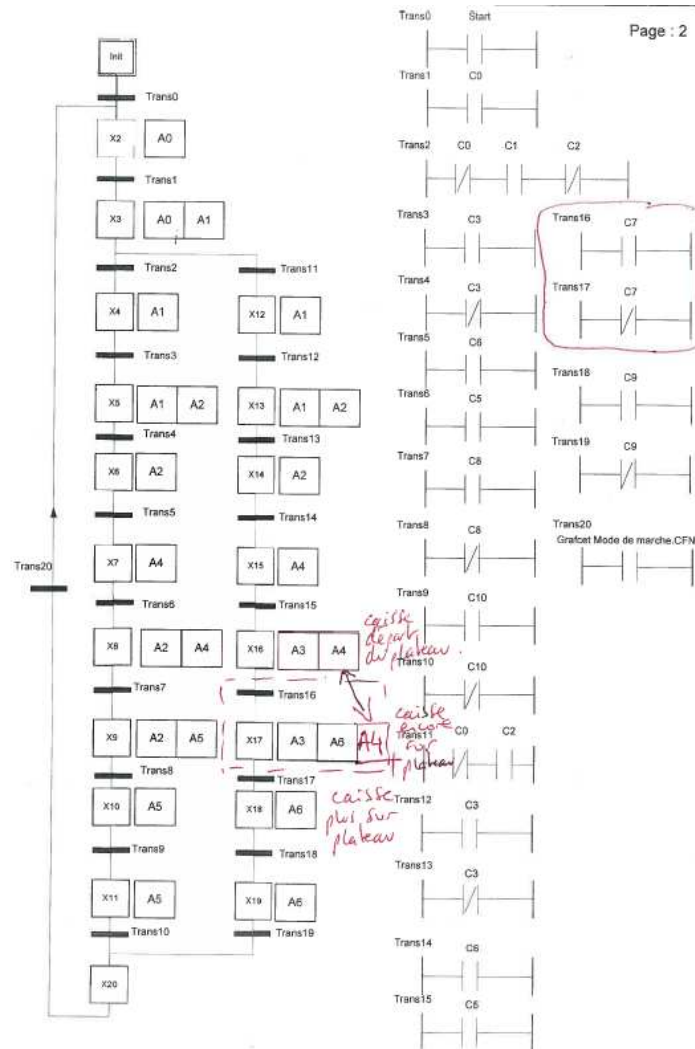 Page : 2
Init
Trans0
X2 A0
Trans1
X3 A0 A1
Trans2 Trans11
X4 A1 X12 A1
Trans3 Trans12
X5 A1 A2 X13 A1 A2
Trans4 Trans13
X6 A2 X14 A2
Trans5 Trans14
X7 A4 X15 A4
Trans20
Trans6 Trans15
X8 A2 A4 X16 A3 A4
caisse
départ
du plateau.
Trans7 Trans16
X9 A2 A5 X17 A3 A6 A4
caisse
encore
sur
plateau
Trans8 Trans17
X10 A5 X18 A6
caisse
plus sur
plateau
Trans9 Trans18
X11 A5 X19 A6
Trans10 Trans19
X20
Trans0 Start
Trans1 C0
Trans2 C0 C1 C2
Trans3 C3
Trans4 C3
Trans5 C6
Trans6 C5
Trans7 C8
Trans8 C8
Trans9 C10
Trans10 C10
Trans11 C0 C2
Trans12 C3
Trans13 C3
Trans14 C6
Trans15 C5
Trans16 C7
Trans17 C7
Trans18 C9
Trans19 C9
Trans20
Grafcet Mode de marche.CFN